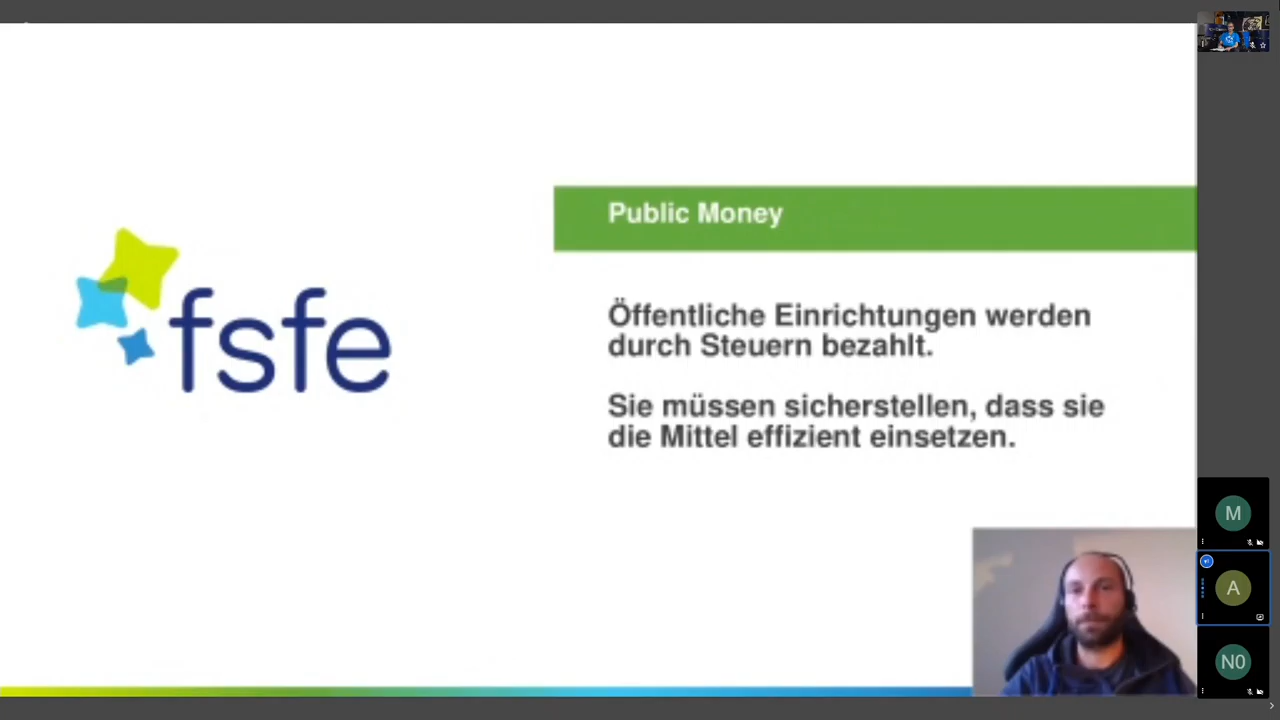 fsfe
Public Money
Öffentliche Einrichtungen werden
durch Steuern bezahlt.
Sie müssen sicherstellen, dass sie
die Mittel effizient einsetzen.
M
A
N0